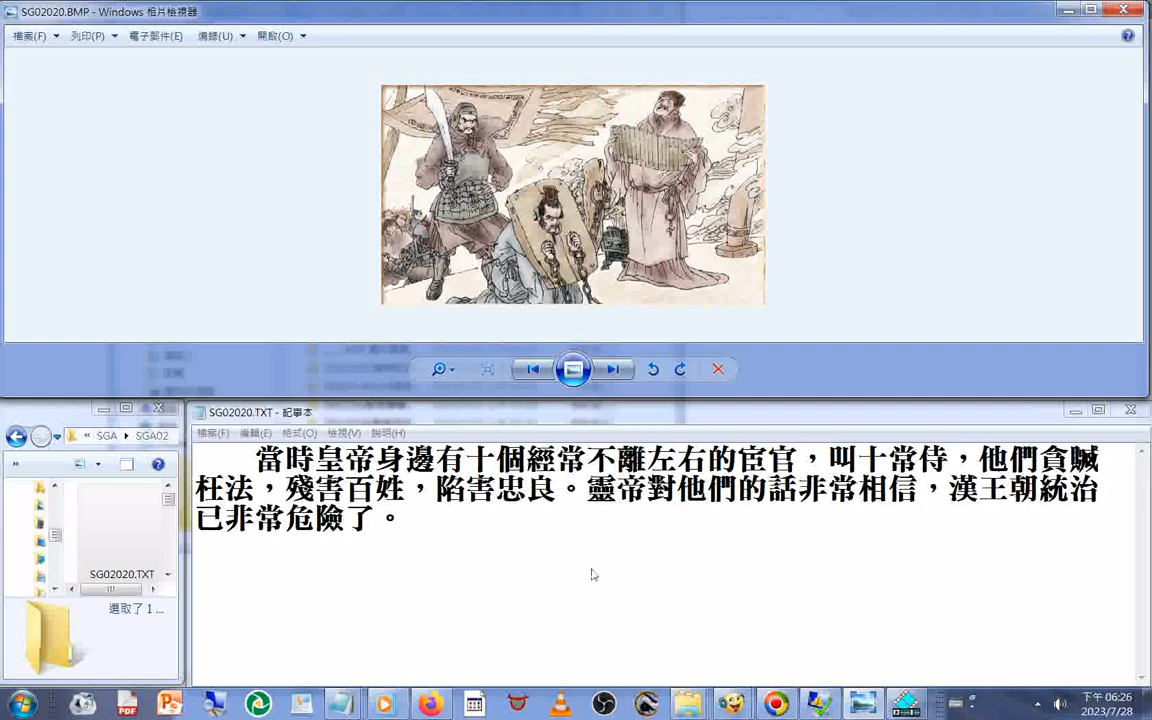 SG02020.BMP - Windows 相片檢視器
檔案(F) 列印(P) 電子郵件(E) 燒錄(U) 開啟(O)
SGA SGA02
SG02020.TXT
選取了 1 ...
SG02020.TXT - 記事本
檔案(F) 編輯(E) 格式(O) 檢視(V) 說明(H)
當時皇帝身邊有十個經常不離左右的宦官，叫十常侍，他們貪贓
枉法，殘害百姓，陷害忠良。靈帝對他們的話非常相信，漢王朝統治
已非常危險了。
PDF
下午 06:26
2023/7/28